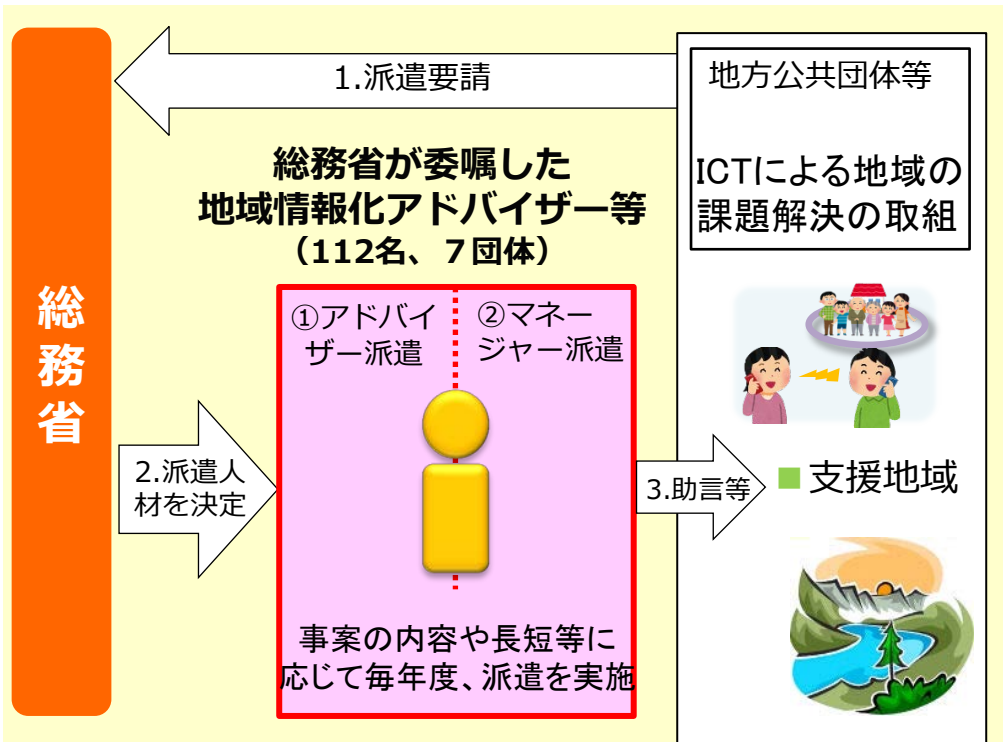 1.派遣要請
地方公共団体等
ICTによる地域の
課題解決の取組
総務省が委嘱した
地域情報化アドバイザー等
（112名、７団体）
総務省
①アドバイ
ザー派遣
②マネー
ジャー派遣
2.派遣人
材を決定
3.助言等
■支援地域
事案の内容や長短等に
応じて毎年度、派遣を実施